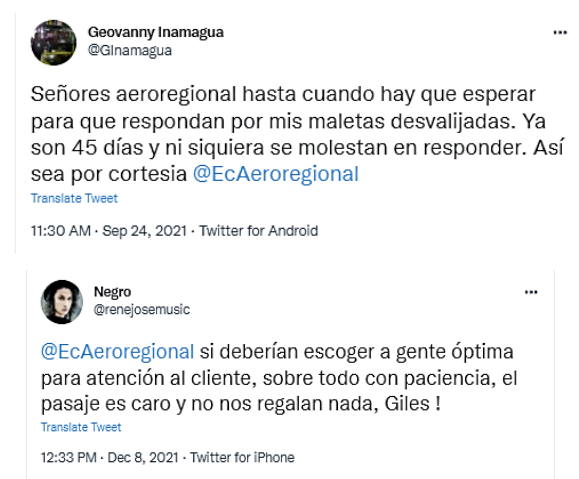 Geovanny Inamagua
@GInamagua
Señores aeroregional hasta cuando hay que esperar
para que respondan por mis maletas desvalijadas. Ya
son 45 días y ni siquiera se molestan en responder. Así
sea por cortesia @EcAeroregional
Translate Tweet
11:30 AM · Sep 24, 2021 · Twitter for Android
Negro
@renejosemusic
@EcAeroregional si deberían escoger a gente óptima
para atención al cliente, sobre todo con paciencia, el
pasaje es caro y no nos regalan nada, Giles !
Translate Tweet
12:33 PM · Dec 8, 2021 · Twitter for iPhone